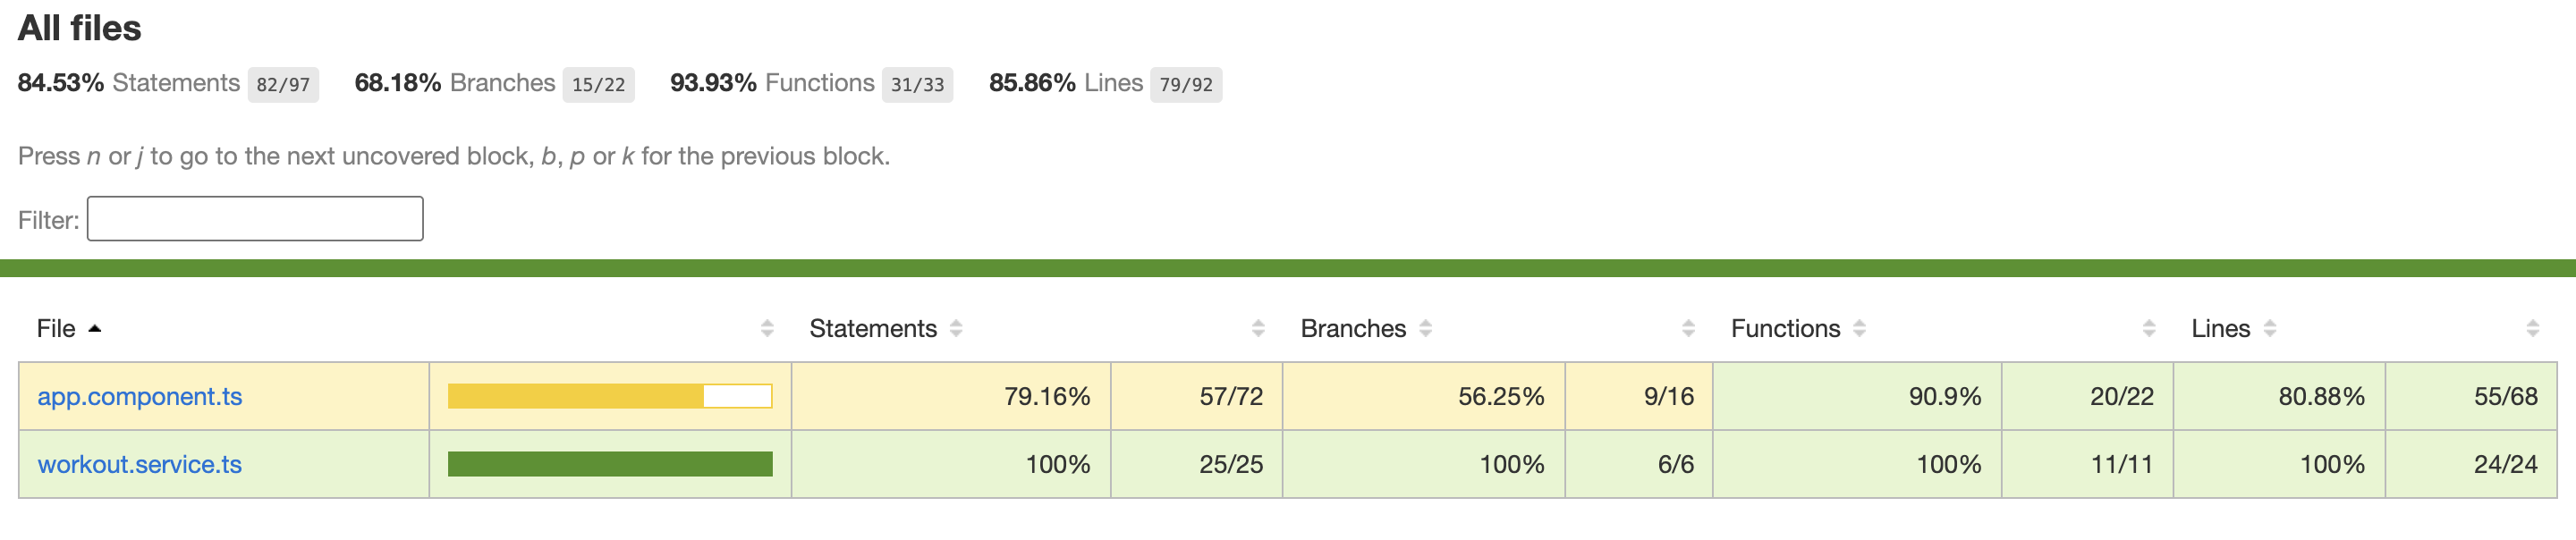 All files
84.53% Statements 82/97 68.18% Branches 15/22 93.93% Functions 31/33 85.86% Lines 79/92
Press n or j to go to the next uncovered block, b, p or k for the previous block.
Filter:
File Statements Branches Functions Lines
app.component.ts 79.16% 57/72 56.25% 9/16 90.9% 20/22 80.88% 55/68
workout.service.ts 100% 25/25 100% 6/6 100% 11/11 100% 24/24